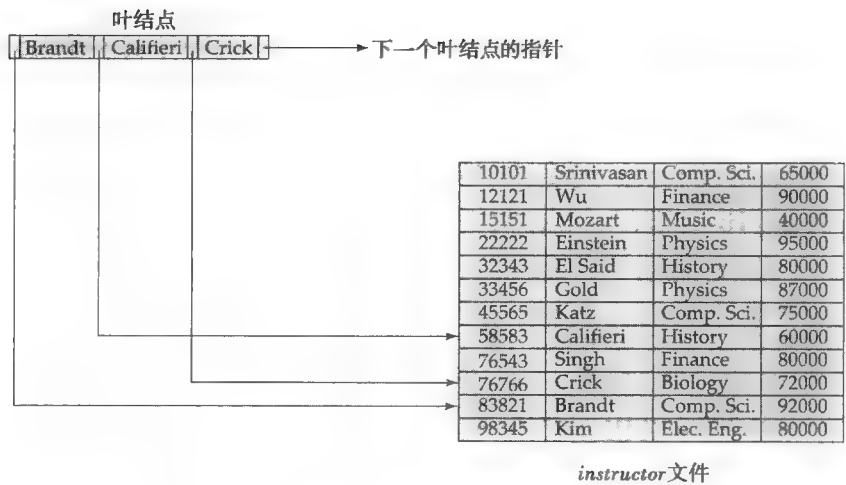 叶结点
Brandt Califieri Crick
下一个叶结点的指针
10101 Srinivasan Comp. Sci. 65000
12121 Wu Finance 90000
15151 Mozart Music 40000
22222 Einstein Physics 95000
32343 El Said History 80000
33456 Gold Physics 87000
45565 Katz Comp. Sci. 75000
58583 Califieri History 60000
76543 Singh Finance 80000
76766 Crick Biology 72000
83821 Brandt Comp. Sci. 92000
98345 Kim Elec. Eng. 80000
instructor文件